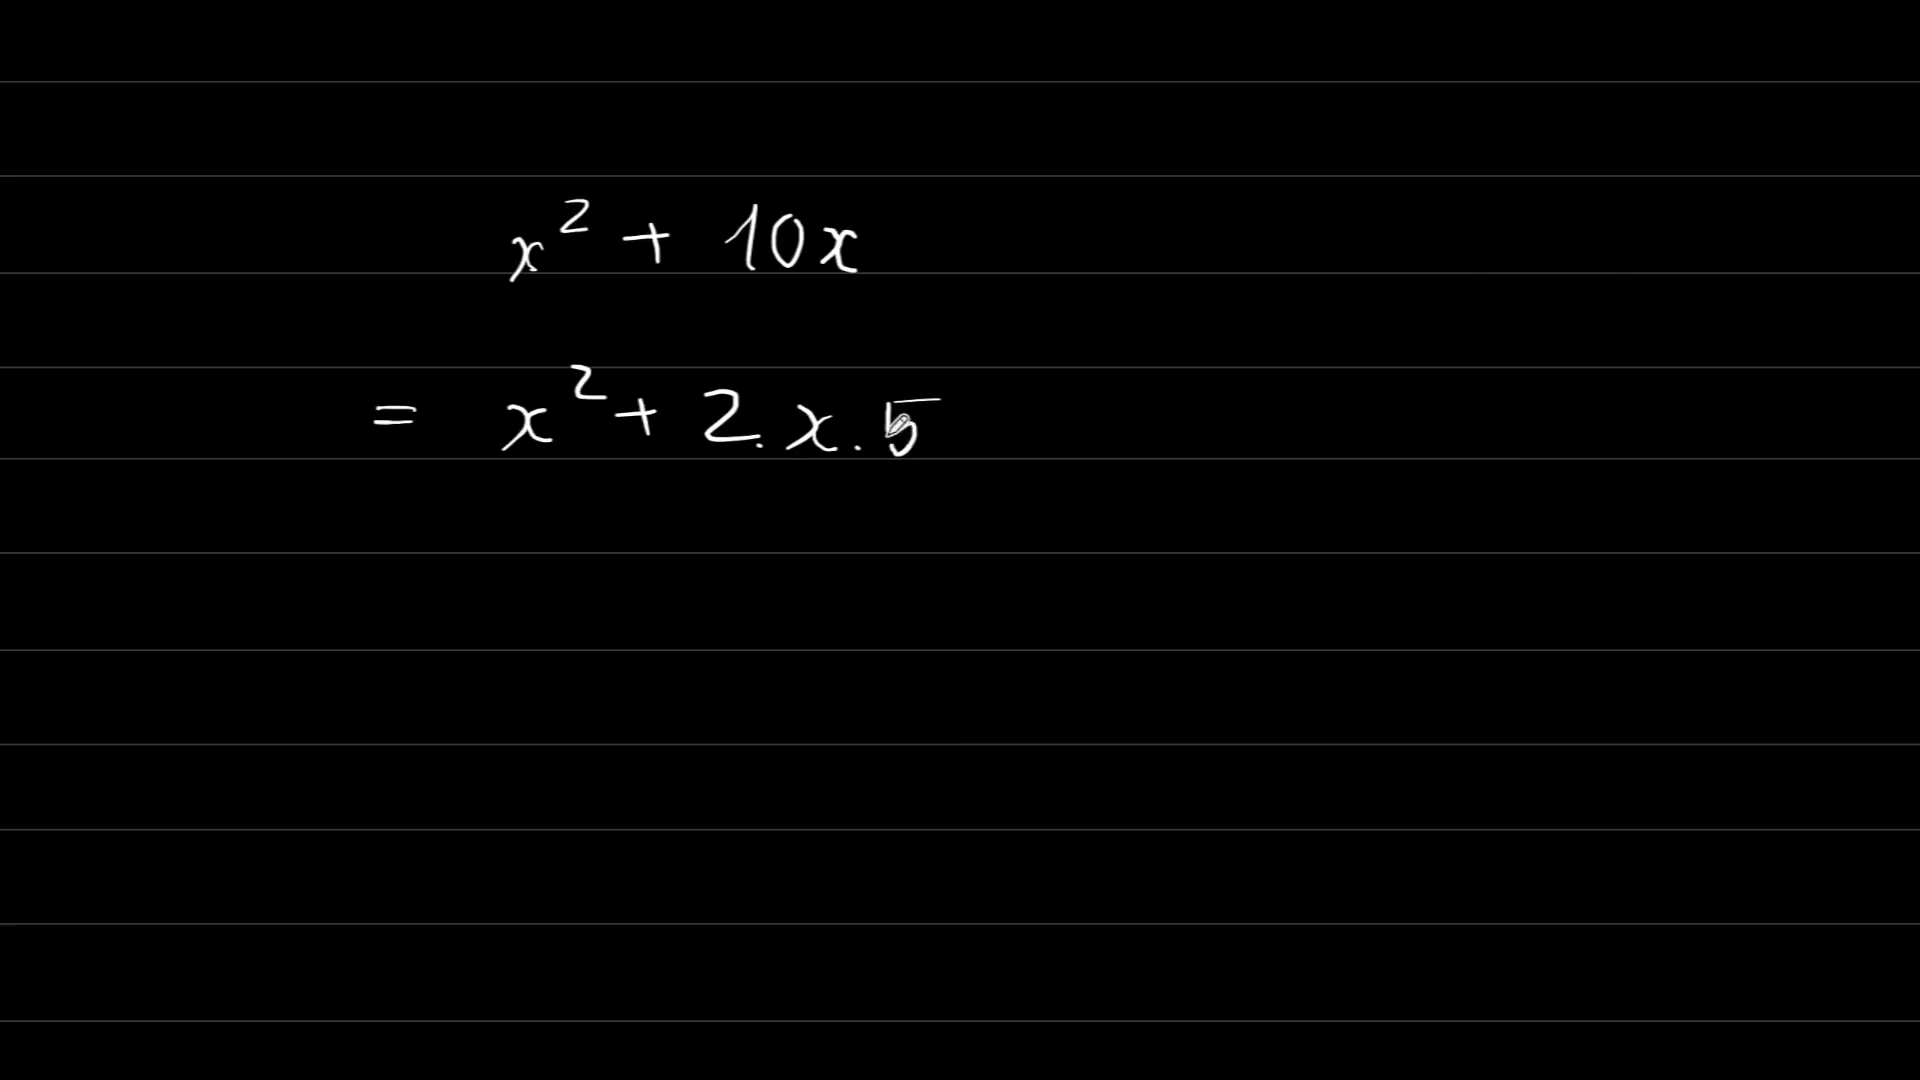 x² + 10x
= x² + 2.x.5